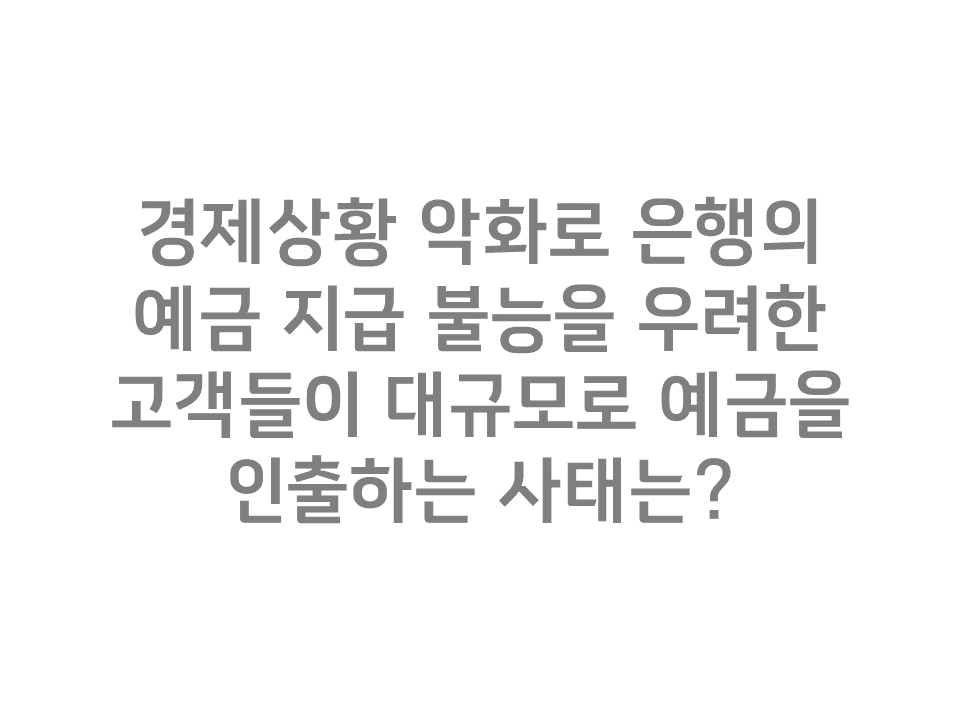 경제상황 악화로 은행의
예금 지급 불능을 우려한
고객들이 대규모로 예금을
인출하는 사태는?